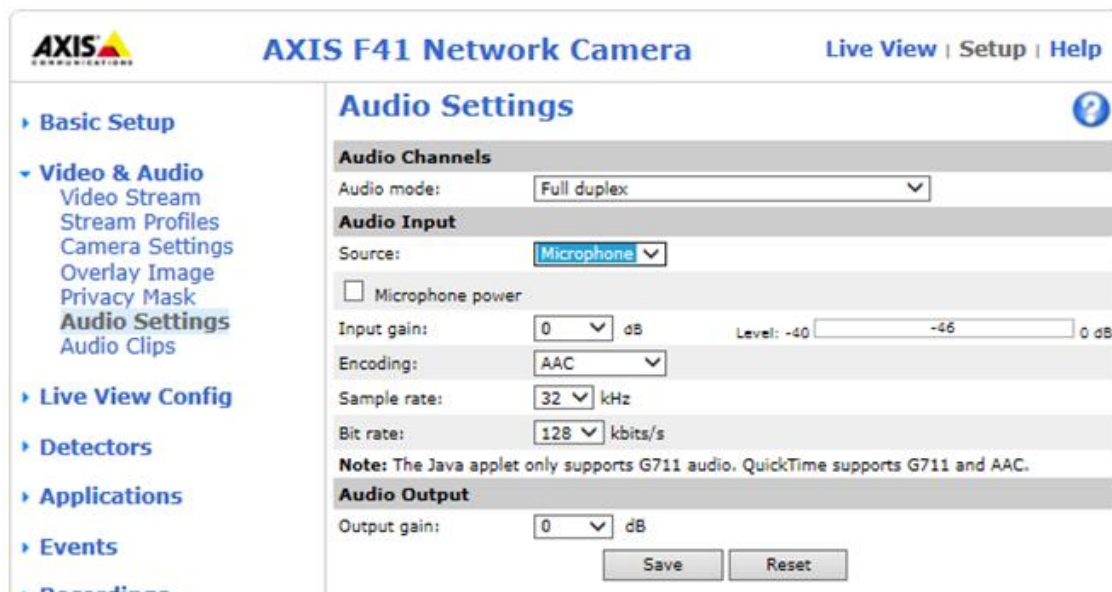 AXIS
COMMUNICATIONS
AXIS F41 Network Camera
Live View | Setup | Help
Basic Setup
Video & Audio
Video Stream
Stream Profiles
Camera Settings
Overlay Image
Privacy Mask
Audio Settings
Audio Clips
Live View Config
Detectors
Applications
Events
Recordings
Audio Settings
?
Audio Channels
Audio mode: Full duplex
Audio Input
Source: Microphone
Microphone power
Input gain: 0 dB Level: -40 -46 0 dB
Encoding: AAC
Sample rate: 32 kHz
Bit rate: 128 kbits/s
Note: The Java applet only supports G711 audio. QuickTime supports G711 and AAC.
Audio Output
Output gain: 0 dB
Save Reset